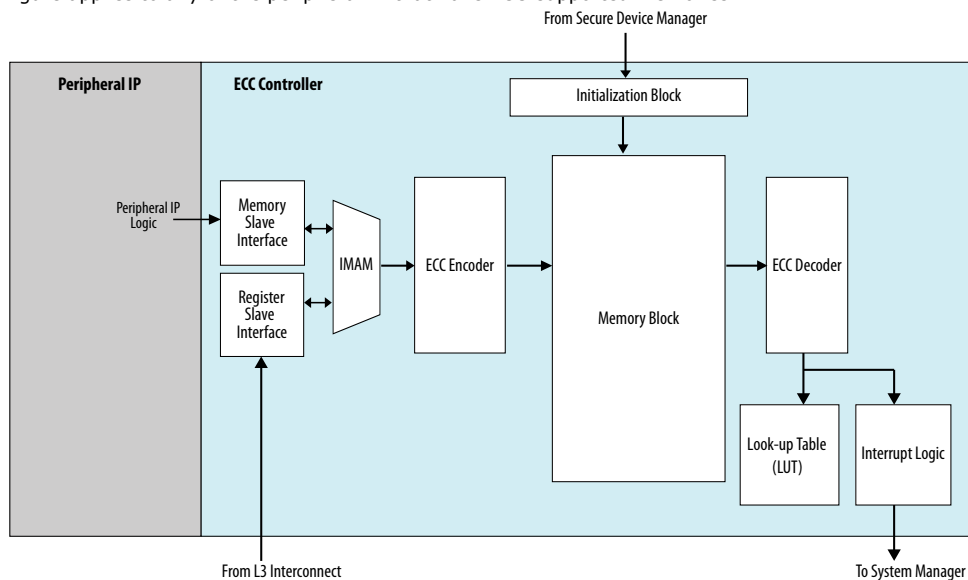 From Secure Device Manager
Peripheral IP
ECC Controller
Initialization Block
Peripheral IP
Logic
Memory
Slave
Interface
IMAM
ECC Encoder
ECC Decoder
Register
Slave
Interface
Memory Block
Look-up Table
(LUT)
Interrupt Logic
From L3 Interconnect
To System Manager